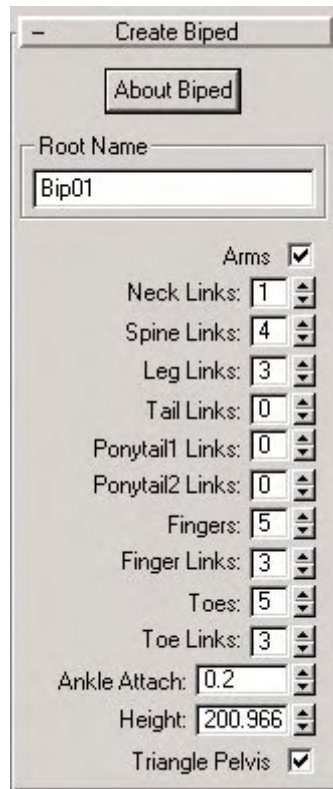 – Create Biped
About Biped
Root Name
Bip01
Arms
Neck Links: 1
Spine Links: 4
Leg Links: 3
Tail Links: 0
Ponytail1 Links: 0
Ponytail2 Links: 0
Fingers: 5
Finger Links: 3
Toes: 5
Toe Links: 3
Ankle Attach: 0.2
Height: 200.966
Triangle Pelvis